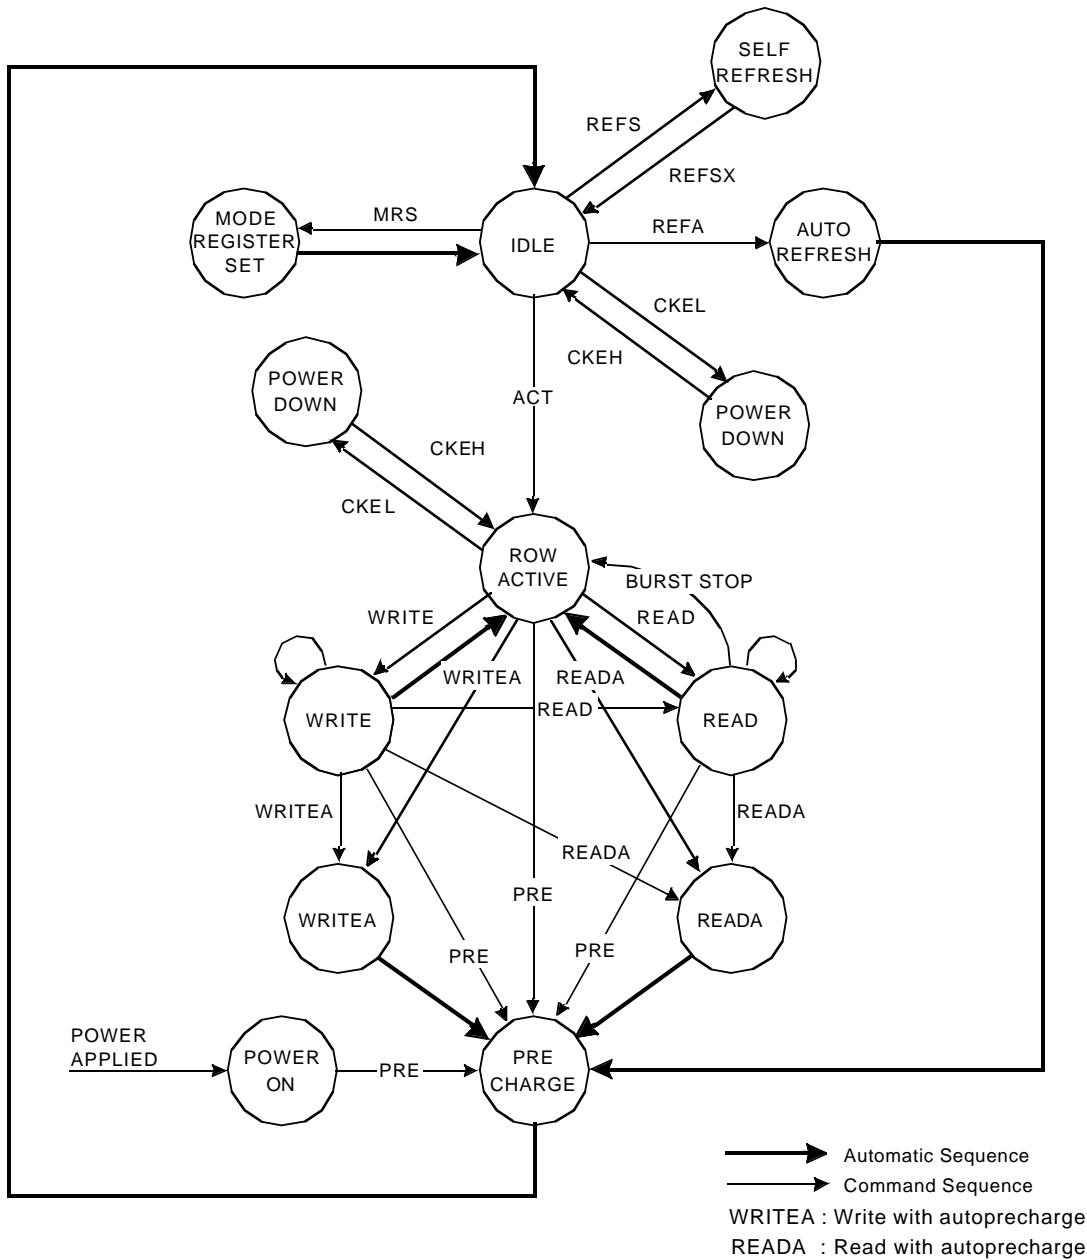 SELF
REFRESH
REFS
REFSX
MODE
REGISTER
SET
MRS
IDLE
REFA
AUTO
REFRESH
CKEL
CKEH
POWER
DOWN
POWER
DOWN
ACT
CKEH
CKEL
ROW
ACTIVE
BURST STOP
WRITE
READ
WRITEA
READA
WRITE
READ
READ
WRITEA
READA
READA
PRE
WRITEA
READA
PRE
PRE
POWER
APPLIED
POWER
ON
PRE
PRE
CHARGE
Automatic Sequence
Command Sequence
WRITEA : Write with autoprecharge
READA : Read with autoprecharge